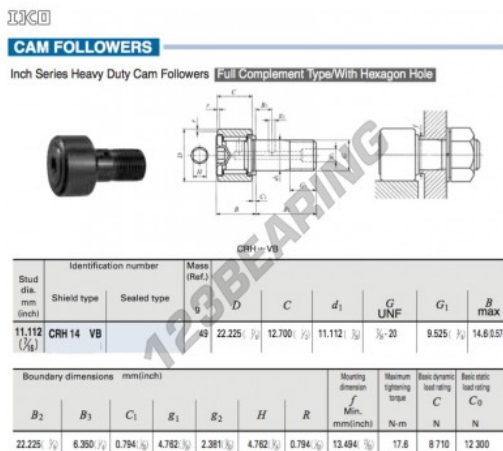 IKO
CAM FOLLOWERS
Inch Series Heavy Duty Cam Followers Full Complement Type/With Hexagon Hole
CRH VB
123BEARING
Identification number Mass (Ref.)
Stud dia. mm (inch) Shield type Sealed type g D C d1 G UNF G1 B max
11.112 (7/16) CRH 14 VB 49 22.225 12.700 11.112 -20 9.525 14.6
Boundary dimensions mm(inch) Mounting dimension Maximum tightening torque Basic dynamic load rating Basic static load rating
B2 B3 C1 g1 g2 H R f Min. mm(inch) N-m C N C0 N
22.225 6.350 0.794 4.762 2.381 4.762 0.794 13.494 17.6 8 710 12 300